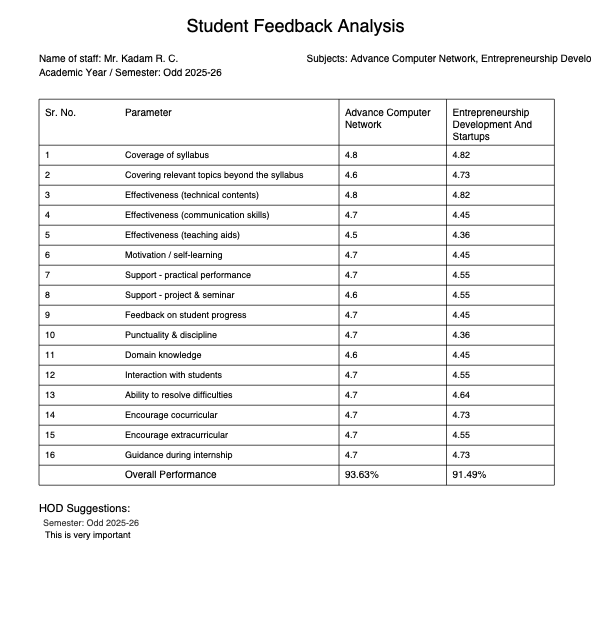 Student Feedback Analysis
Name of staff: Mr. Kadam R. C. Subjects: Advance Computer Network, Entrepreneurship Develo
Academic Year / Semester: Odd 2025-26
Sr. No. Parameter Advance Computer Network Entrepreneurship Development And Startups
1 Coverage of syllabus 4.8 4.82
2 Covering relevant topics beyond the syllabus 4.6 4.73
3 Effectiveness (technical contents) 4.8 4.82
4 Effectiveness (communication skills) 4.7 4.45
5 Effectiveness (teaching aids) 4.5 4.36
6 Motivation / self-learning 4.7 4.45
7 Support - practical performance 4.7 4.55
8 Support - project & seminar 4.6 4.55
9 Feedback on student progress 4.7 4.45
10 Punctuality & discipline 4.7 4.36
11 Domain knowledge 4.6 4.45
12 Interaction with students 4.7 4.55
13 Ability to resolve difficulties 4.7 4.64
14 Encourage cocurricular 4.7 4.73
15 Encourage extracurricular 4.7 4.55
16 Guidance during internship 4.7 4.73
Overall Performance 93.63% 91.49%
HOD Suggestions:
Semester: Odd 2025-26
This is very important